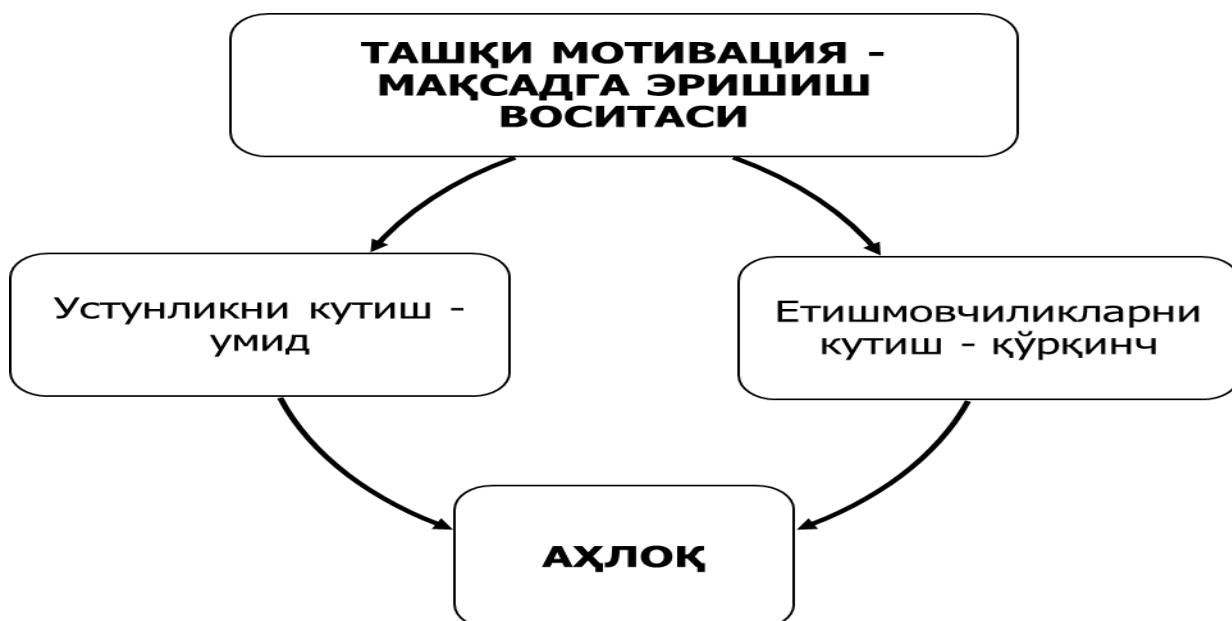 ТАШҚИ МОТИВАЦИЯ -
МАҚСАДГА ЭРИШИШ
ВОСИТАСИ
Устунликни кутиш -
умид
Етишмовчиликларни
кутиш - қўрқинч
АҲЛОҚ